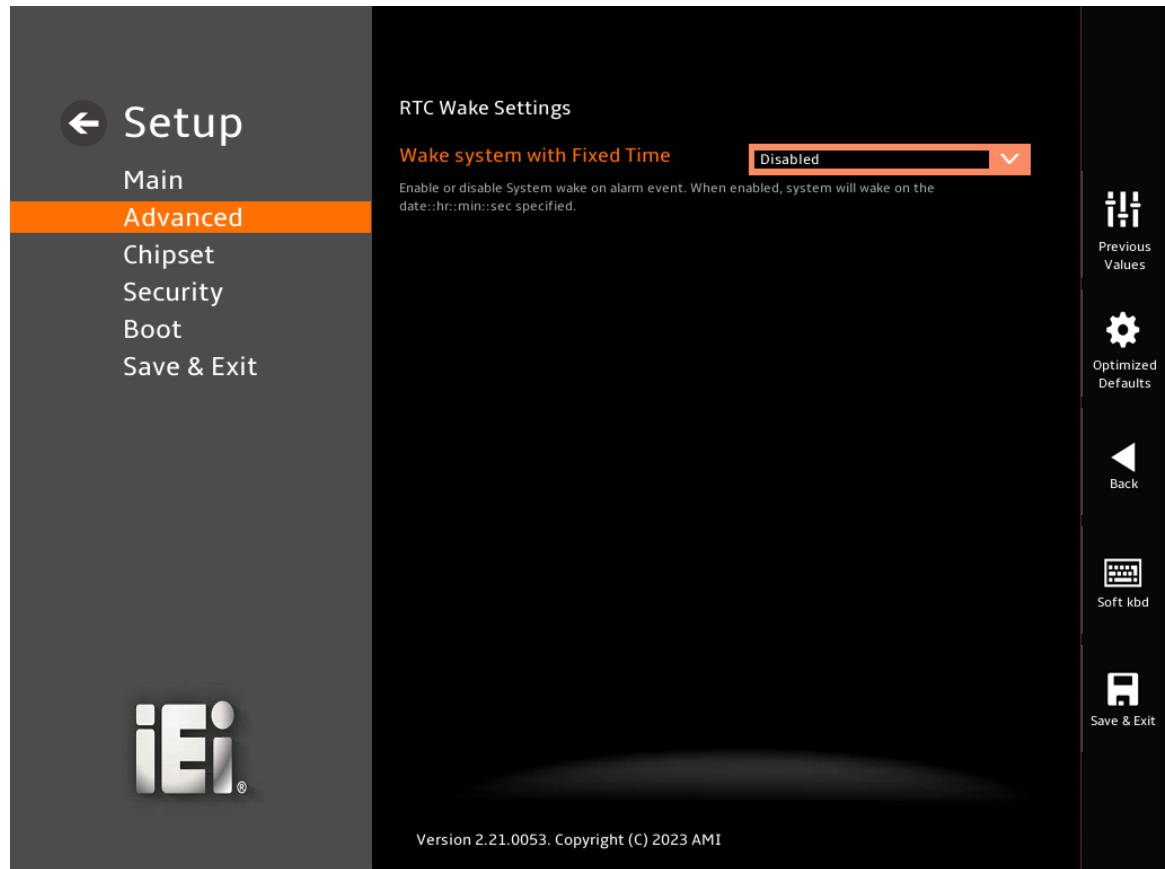 Setup
Main
Advanced
Chipset
Security
Boot
Save & Exit
iEi®
RTC Wake Settings
Wake system with Fixed Time
Disabled
Enable or disable System wake on alarm event. When enabled, system will wake on the
date::hr::min::sec specified.
Version 2.21.0053. Copyright (C) 2023 AMI
Previous
Values
Optimized
Defaults
Back
Soft kbd
Save & Exit